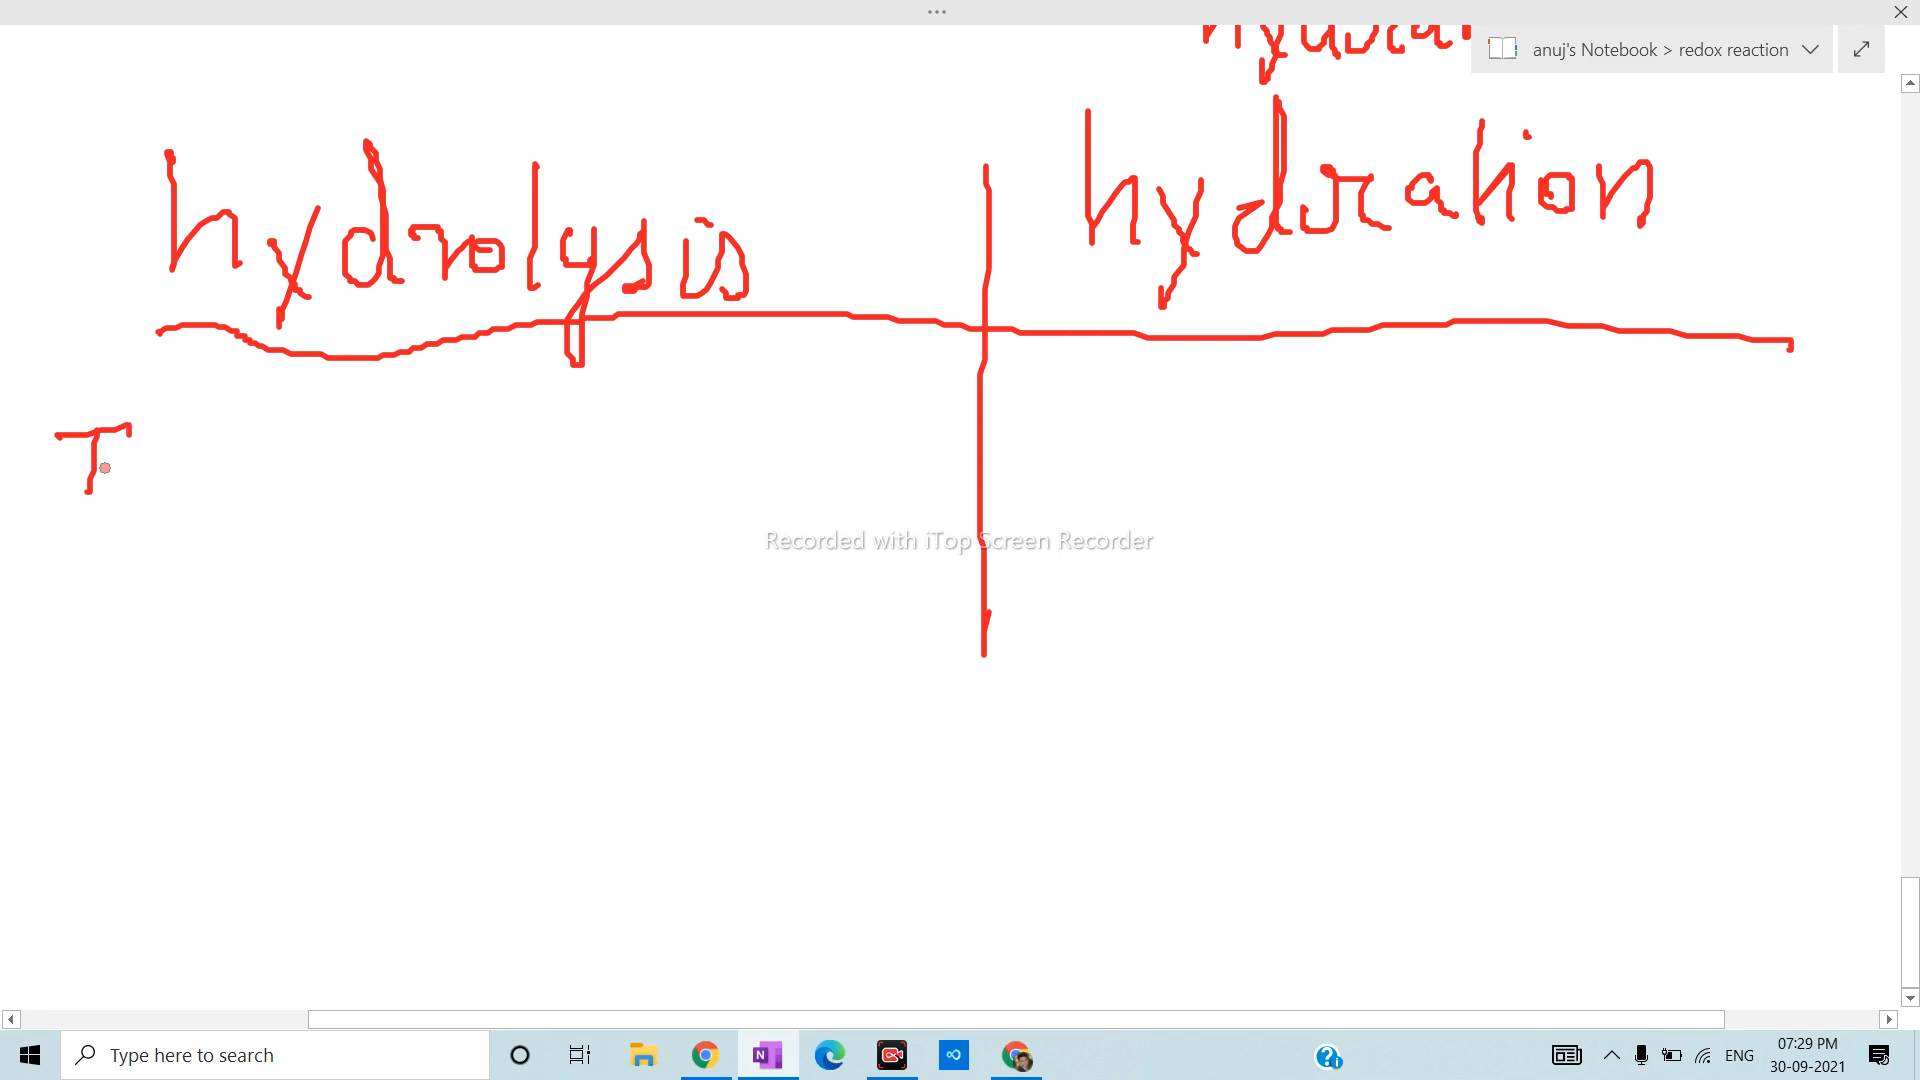 anuj's Notebook > redox reaction
hydrolysis
hydration
T
Recorded with iTop Screen Recorder
Type here to search
ENG
07:29 PM
30-09-2021